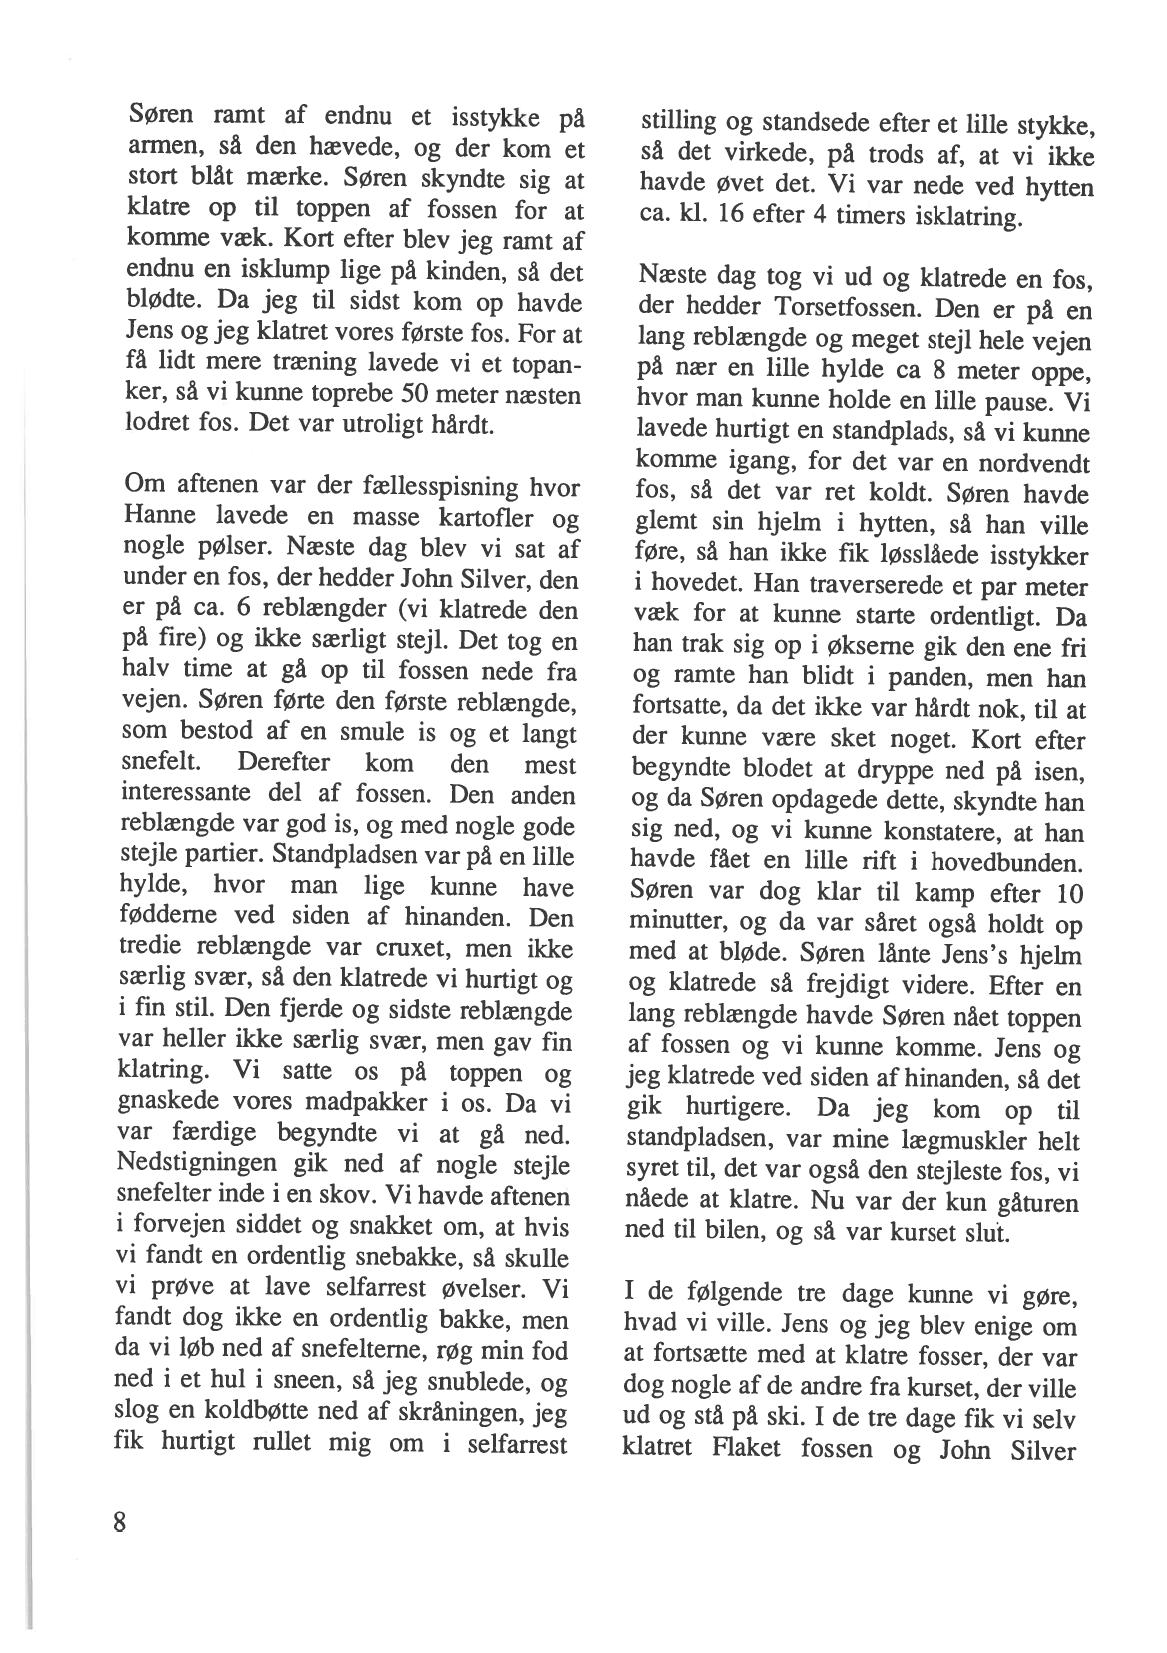 Søren ramt af endnu et isstykke på
armen, så den hævede, og der kom et
stort blåt mærke. Søren skyndte sig at
klatre op til toppen af fossen for at
komme væk. Kort efter blev jeg ramt af
endnu en isklump lige på kinden, så det
blødte. Da jeg til sidst kom op havde
Jens og jeg klatret vores første fos. For at
få lidt mere træning lavede vi et topan-
ker, så vi kunne toprebe 50 meter næsten
lodret fos. Det var utroligt hårdt.

Om aftenen var der fællesspisning hvor
Hanne lavede en masse kartofler og
nogle pølser. Næste dag blev vi sat af
under en fos, der hedder John Silver, den
er på ca. 6 reblængder (vi klatrede den
på fire) og ikke særligt stejl. Det tog en
halv time at gå op til fossen nede fra
vejen. Søren førte den første reblængde,
som bestod af en smule is og et langt
snefelt. Derefter kom den mest
interessante del af fossen. Den anden
reblængde var god is, og med nogle gode
stejle partier. Standpladsen var på en lille
hylde, hvor man lige kunne have
fødderne ved siden af hinanden. Den
tredie reblængde var cruxet, men ikke
særlig svær, så den klatrede vi hurtigt og
i fin stil. Den fjerde og sidste reblængde
var heller ikke særlig svær, men gav fin
klatring. Vi satte os på toppen og
gnaskede vores madpakker i os. Da vi
var færdige begyndte vi at gå ned.
Nedstigningen gik ned af nogle stejle
snefelter inde i en skov. Vi havde aftenen
i forvejen siddet og snakket om, at hvis
vi fandt en ordentlig snebakke, så skulle
vi prøve at lave selfarrest øvelser. Vi
fandt dog ikke en ordentlig bakke, men
da vi løb ned af snefelterne, røg min fod
ned i et hul i sneen, så jeg snublede, og
slog en koldbøtte ned af skråningen, jeg
fik hurtigt rullet mig om i selfarrest

stilling og standsede efter et lille stykke,
så det virkede, på trods af, at vi ikke
havde øvet det. Vi var nede ved hytten
ca. kl. 16 efter 4 timers isklatring.

Næste dag tog vi ud og klatrede en fos,
der hedder Torsetfossen. Den er på en
lang reblængde og meget stejl hele vejen
på nær en lille hylde ca 8 meter oppe,
hvor man kunne holde en lille pause. Vi
lavede hurtigt en standplads, så vi kunne
komme igang, for det var en nordvendt
fos, så det var ret koldt. Søren havde
glemt sin hjelm i hytten, så han ville
føre, så han ikke fik løsslåede isstykker
i hovedet. Han traverserede et par meter
væk for at kunne starte ordentligt. Da
han trak sig op i økserne gik den ene fri
og ramte han blidt i panden, men han
fortsatte, da det ikke var hårdt nok, til at
der kunne være sket noget. Kort efter
begyndte blodet at dryppe ned på isen,
og da Søren opdagede dette, skyndte han
sig ned, og vi kunne konstatere, at han
havde fået en lille rift i hovedbunden.
Søren var dog klar til kamp efter 10
minutter, og da var såret også holdt op
med at bløde. Søren lånte Jens's hjelm
og klatrede så frejdigt videre. Efter en
lang reblængde havde Søren nået toppen
af fossen og vi kunne komme. Jens og
jeg klatrede ved siden af hinanden, så det
gik hurtigere. Da jeg kom op til
standpladsen, var mine lægmuskler helt
syret til, det var også den stejleste fos, vi
nåede at klatre. Nu var der kun gåturen
ned til bilen, og så var kurset slut.

I de følgende tre dage kunne vi gøre,
hvad vi ville. Jens og jeg blev enige om
at fortsætte med at klatre fosser, der var
dog nogle af de andre fra kurset, der ville
ud og stå på ski. I de tre dage fik vi selv
klatret Flaket fossen og John Silver

8